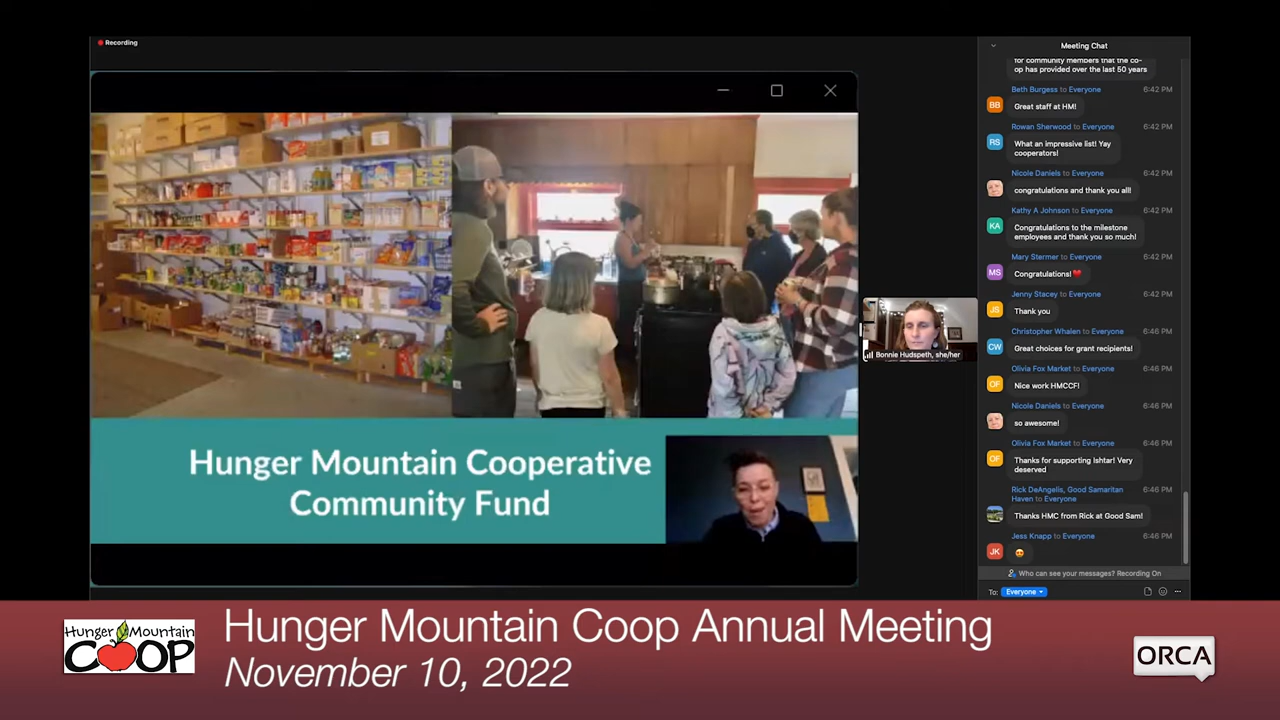 Recording
Hunger Mountain Cooperative
Community Fund
Bonnie Hudspeth, she/her
Meeting Chat
for community members that the co-
op has provided over the last 50 years
Beth Burgess to Everyone 6:42 PM
BB
Great staff at HM!
Rowan Sherwood to Everyone 6:42 PM
RS
What an impressive list! Yay
cooperators!
Nicole Daniels to Everyone 6:42 PM
congratulations and thank you all!
Kathy A Johnson to Everyone 6:42 PM
KA
Congratulations to the milestone
employees and thank you so much!
Mary Stermer to Everyone 6:42 PM
MS
Congratulations!❤️
Jenny Stacey to Everyone 6:42 PM
JS
Thank you
Christopher Whalen to Everyone 6:46 PM
CW
Great choices for grant recipients!
Olivia Fox Market to Everyone 6:46 PM
OF
Nice work HMCCF!
Nicole Daniels to Everyone 6:46 PM
so awesome!
Olivia Fox Market to Everyone 6:46 PM
OF
Thanks for supporting Ishtar! Very
deserved
Rick DeAngelis, Good Samaritan
Haven to Everyone 6:46 PM
Thanks HMC from Rick at Good Sam!
Jess Knapp to Everyone 6:46 PM
JK
😍
Who can see your messages? Recording On
To: Everyone
Hunger Mountain
COOP
Hunger Mountain Coop Annual Meeting
November 10, 2022
ORCA